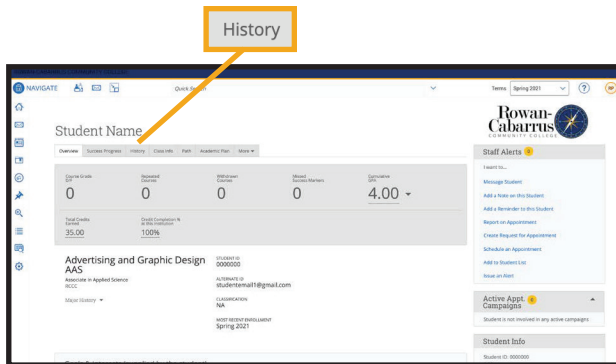 History
NAVIGATE
Quick Search
Terms Spring 2021
?
Rowan-
Cabarrus
COMMUNITY COLLEGE
Student Name
Overview Success Progress History Class Info Path Academic Plan More
Course Grade
D/F
0
Repeated
Courses
0
Withdrawn
Courses
0
Missed
Success Markers
0
Cumulative
GPA
4.00
Total Credits
Earned
35.00
Credit Completion %
at this Institution
100%
Advertising and Graphic Design
AAS
Associate in Applied Science
RCCC
Major History
STUDENT ID
0000000
ALTERNATE ID
studentemail1@gmail.com
CLASSIFICATION
NA
MOST RECENT ENROLLMENT
Spring 2021
Staff Alerts 0
I want to...
Message Student
Add a Note on this Student
Add a Reminder to this Student
Report on Appointment
Create Request for Appointment
Schedule an Appointment
Add to Student List
Issue an Alert
Active Appt. 0
Campaigns
Student is not involved in any active campaigns
Student Info
Student ID: 0000000